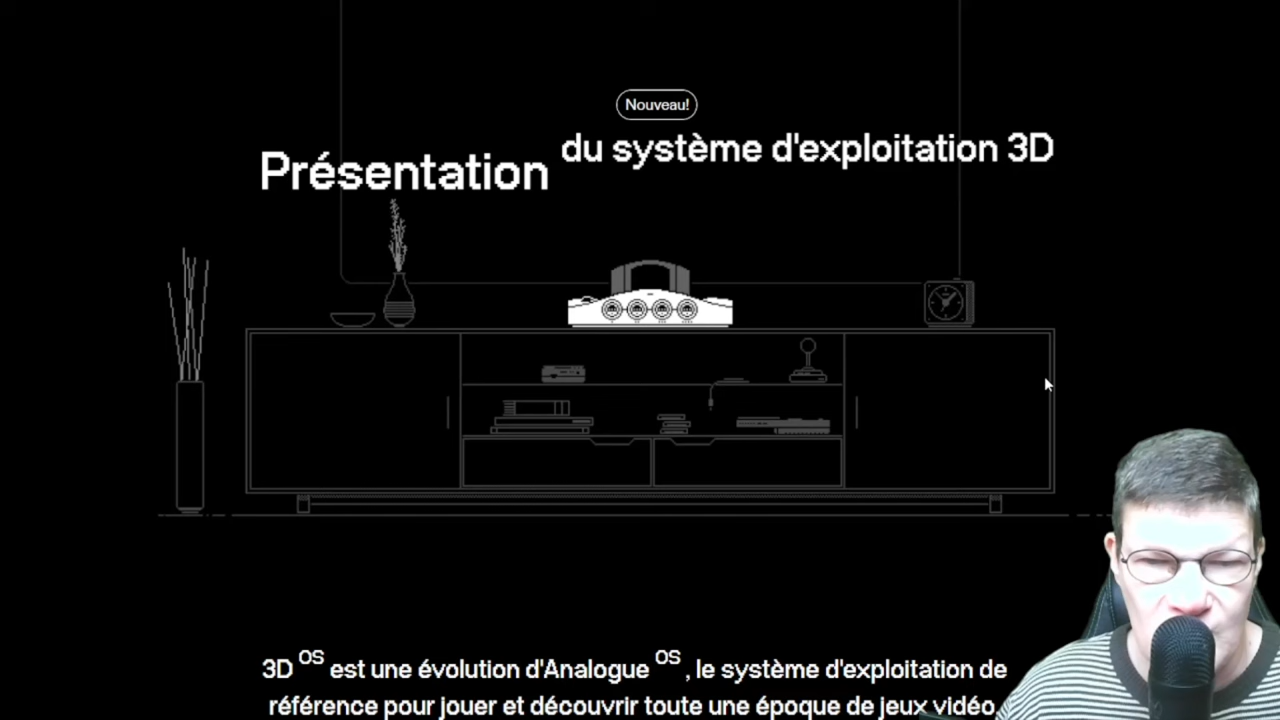 Nouveau!
Présentation du système d'exploitation 3D
3D OS est une évolution d'Analogue OS, le système d'exploitation de
référence pour jouer et découvrir toute une époque de jeux vidéo.